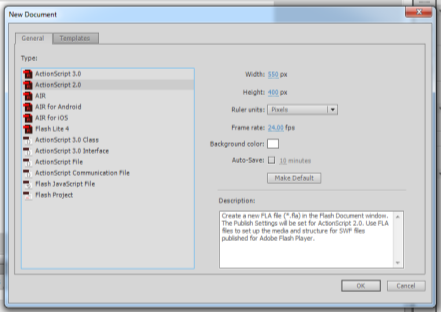 New Document
General
Templates
Type:
ActionScript 3.0
ActionScript 2.0
AIR
AIR for Android
AIR for iOS
Flash Lite 4
ActionScript 3.0 Class
ActionScript 3.0 Interface
ActionScript File
ActionScript Communication File
Flash JavaScript File
Flash Project
Width: 550 px
Height: 400 px
Ruler units: Pixels
Frame rate: 24.00 fps
Background color:
Auto-Save: 10 minutes
Make Default
Description:
Create a new FLA file (*.fla) in the Flash Document window.
The Publish Settings will be set for ActionScript 2.0. Use FLA
files to set up the media and structure for SWF files
published for Adobe Flash Player.
OK
Cancel